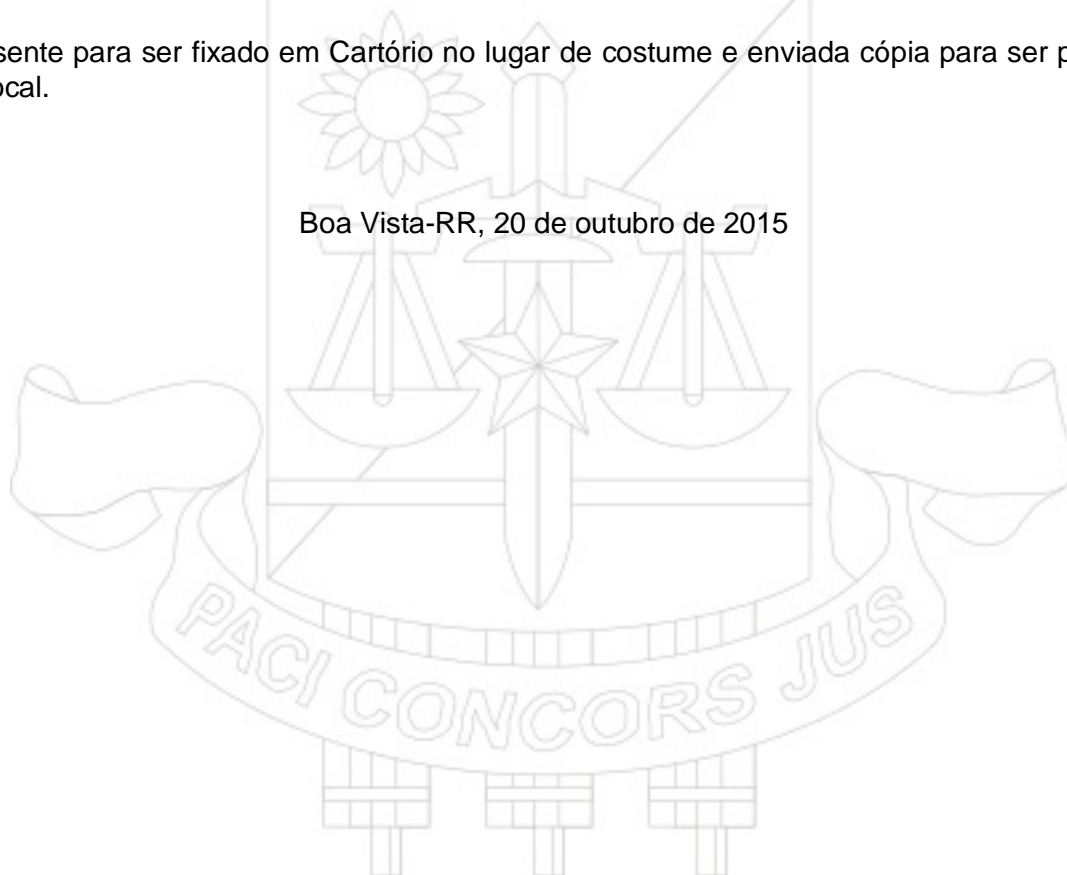 sente para ser fixado em Cartório no lugar de costume e enviada cópia para ser p
ocal.
Boa Vista-RR, 20 de outubro de 2015
PACI CONCORS JUS